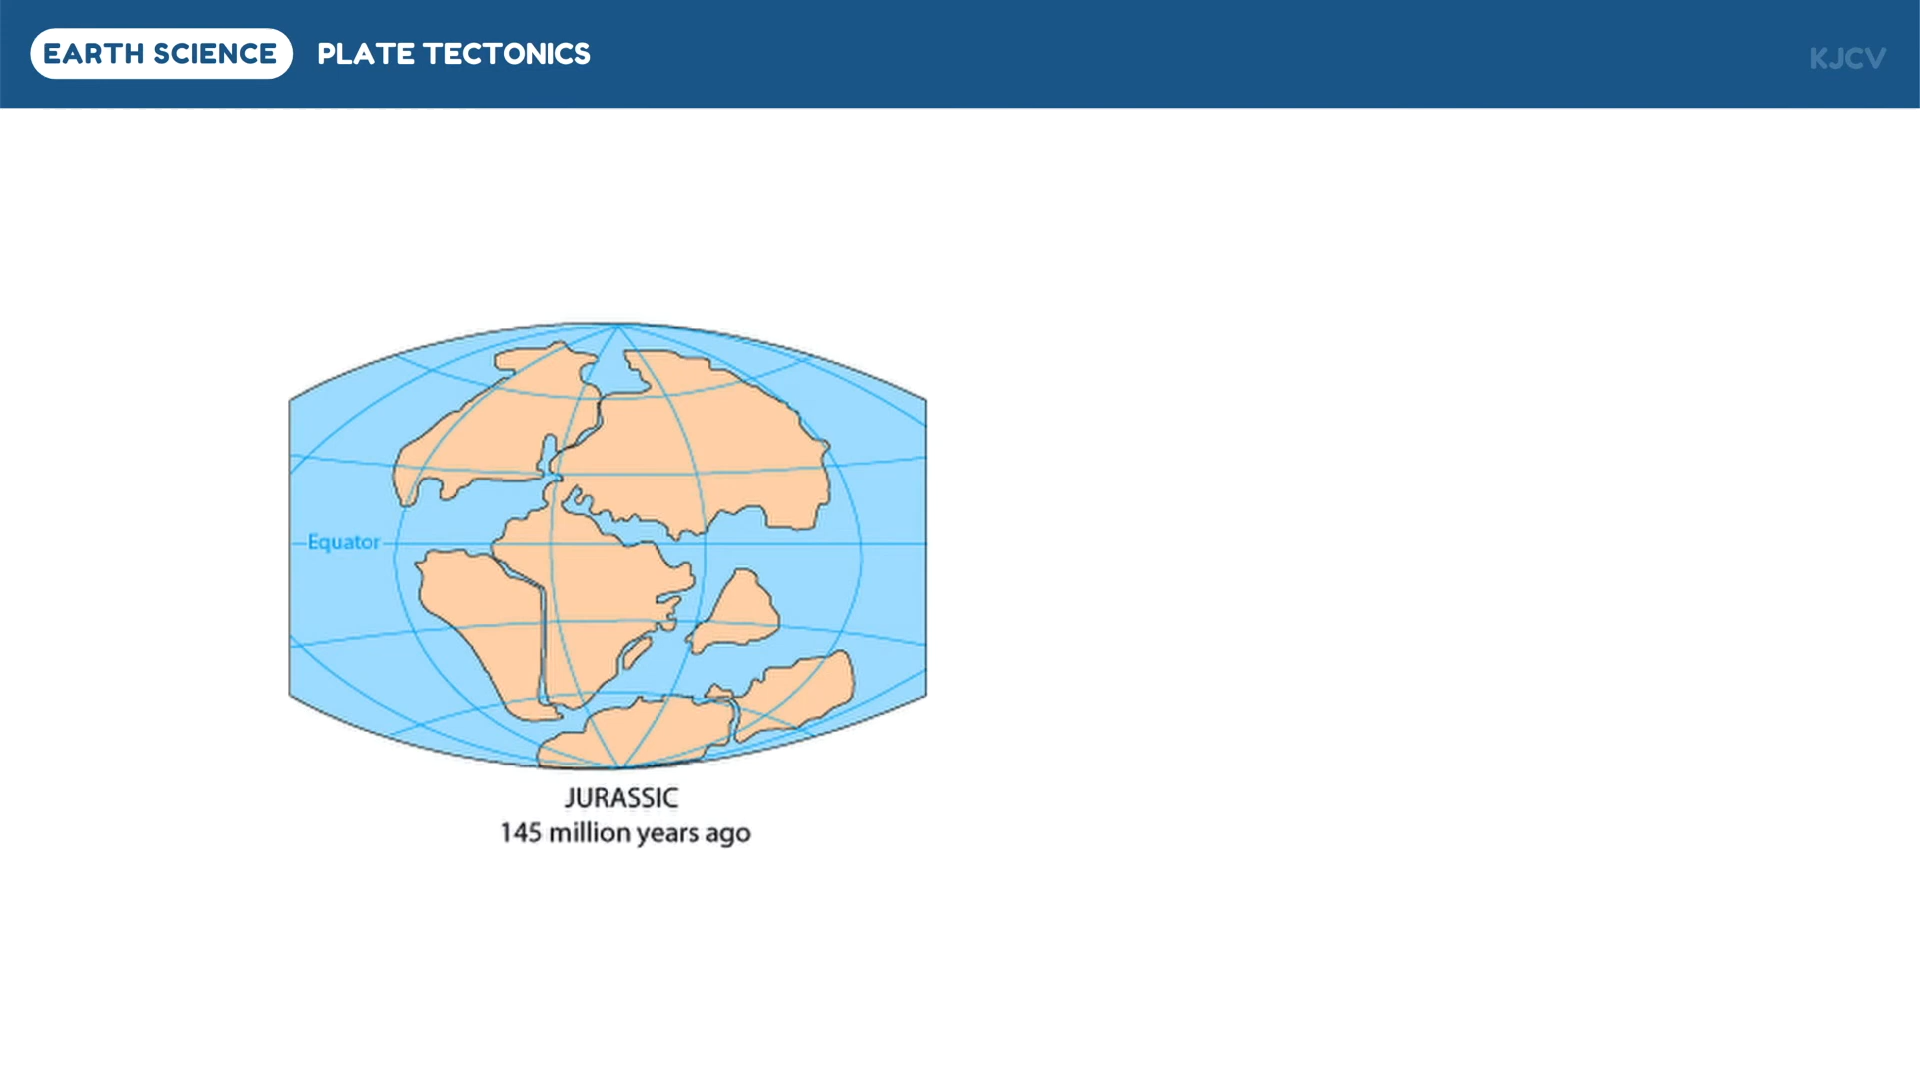 EARTH SCIENCE PLATE TECTONICS
KJCV
Equator
JURASSIC
145 million years ago